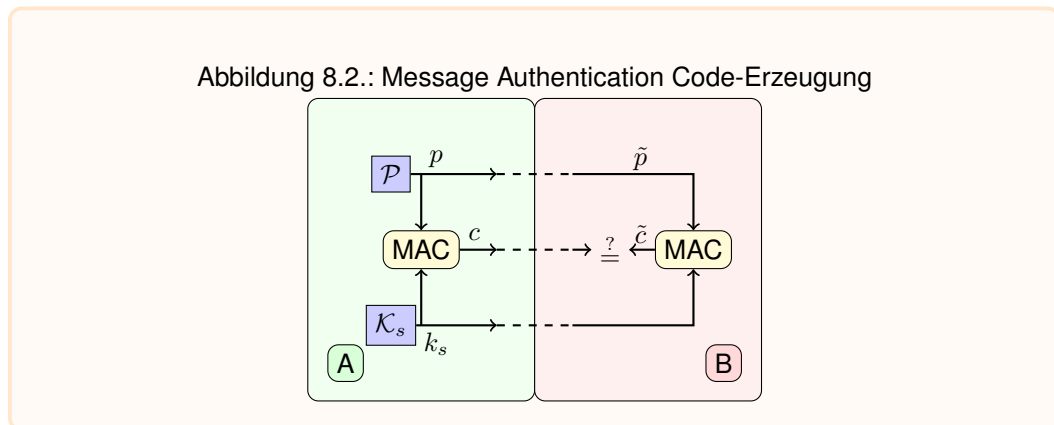 Abbildung 8.2.: Message Authentication Code-Erzeugung
𝒫 p p̃
MAC c ≟ c̃ MAC
𝒦ₛ kₛ
A B